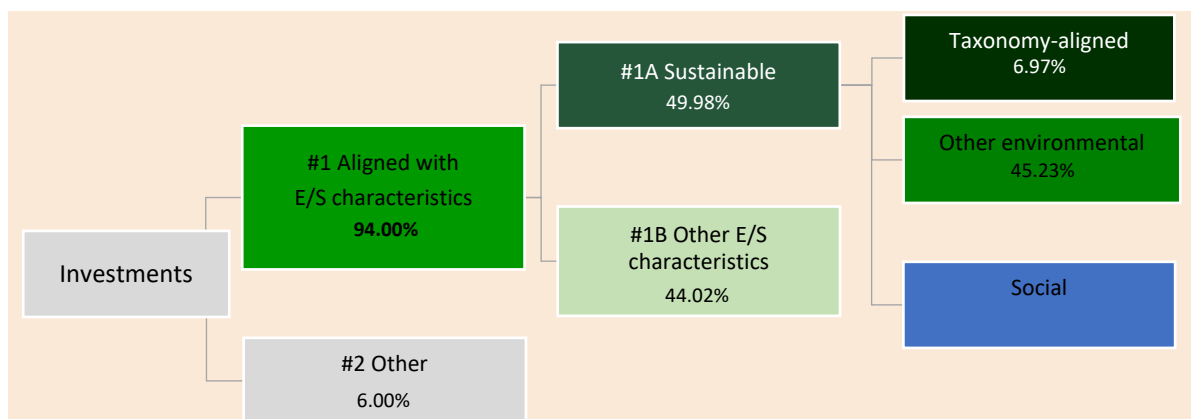 Investments
#1 Aligned with
E/S characteristics
94.00%
#2 Other
6.00%
#1A Sustainable
49.98%
#1B Other E/S
characteristics
44.02%
Taxonomy-aligned
6.97%
Other environmental
45.23%
Social